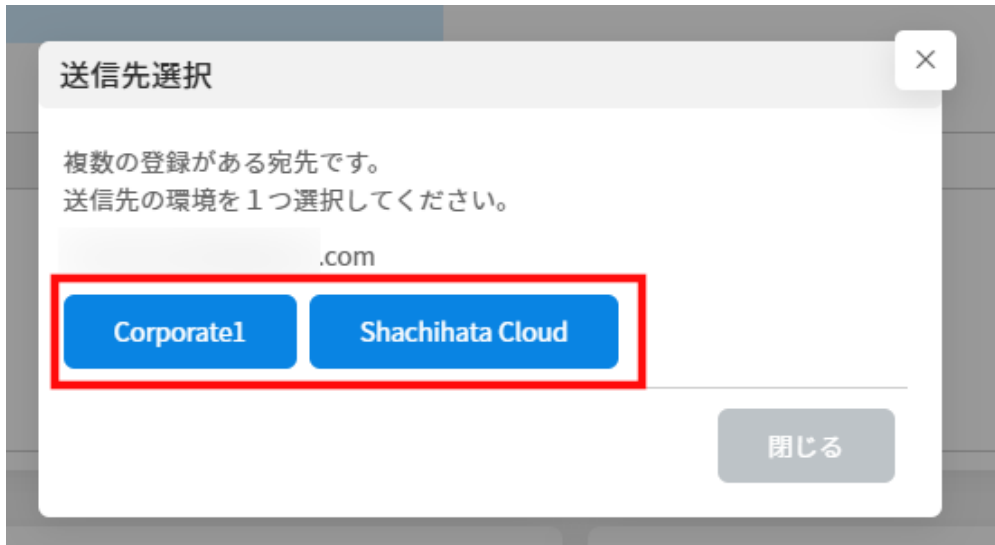 送信先選択
複数の登録がある宛先です。
送信先の環境を１つ選択してください。
.com
Corporate1 Shachihata Cloud
閉じる